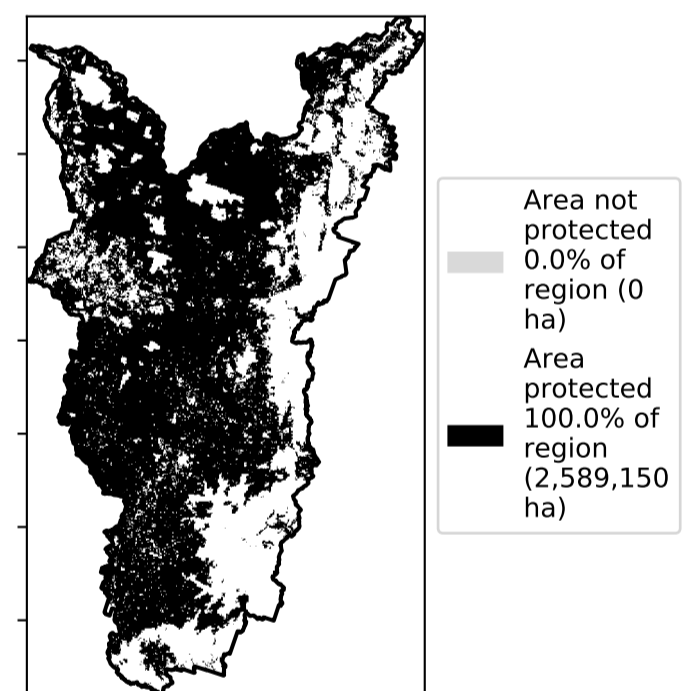 Area not
protected
0.0% of
region (0
ha)
Area
protected
100.0% of
region
(2,589,150
ha)